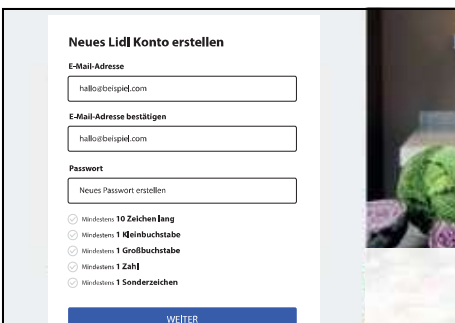 Neues Lidl Konto erstellen
E-Mail-Adresse
hallo@beispiel.com
E-Mail-Adresse bestätigen
hallo@beispiel.com
Passwort
Neues Passwort erstellen
Mindestens 10 Zeichen lang
Mindestens 1 Kleinbuchstabe
Mindestens 1 Großbuchstabe
Mindestens 1 Zahl
Mindestens 1 Sonderzeichen
WEITER